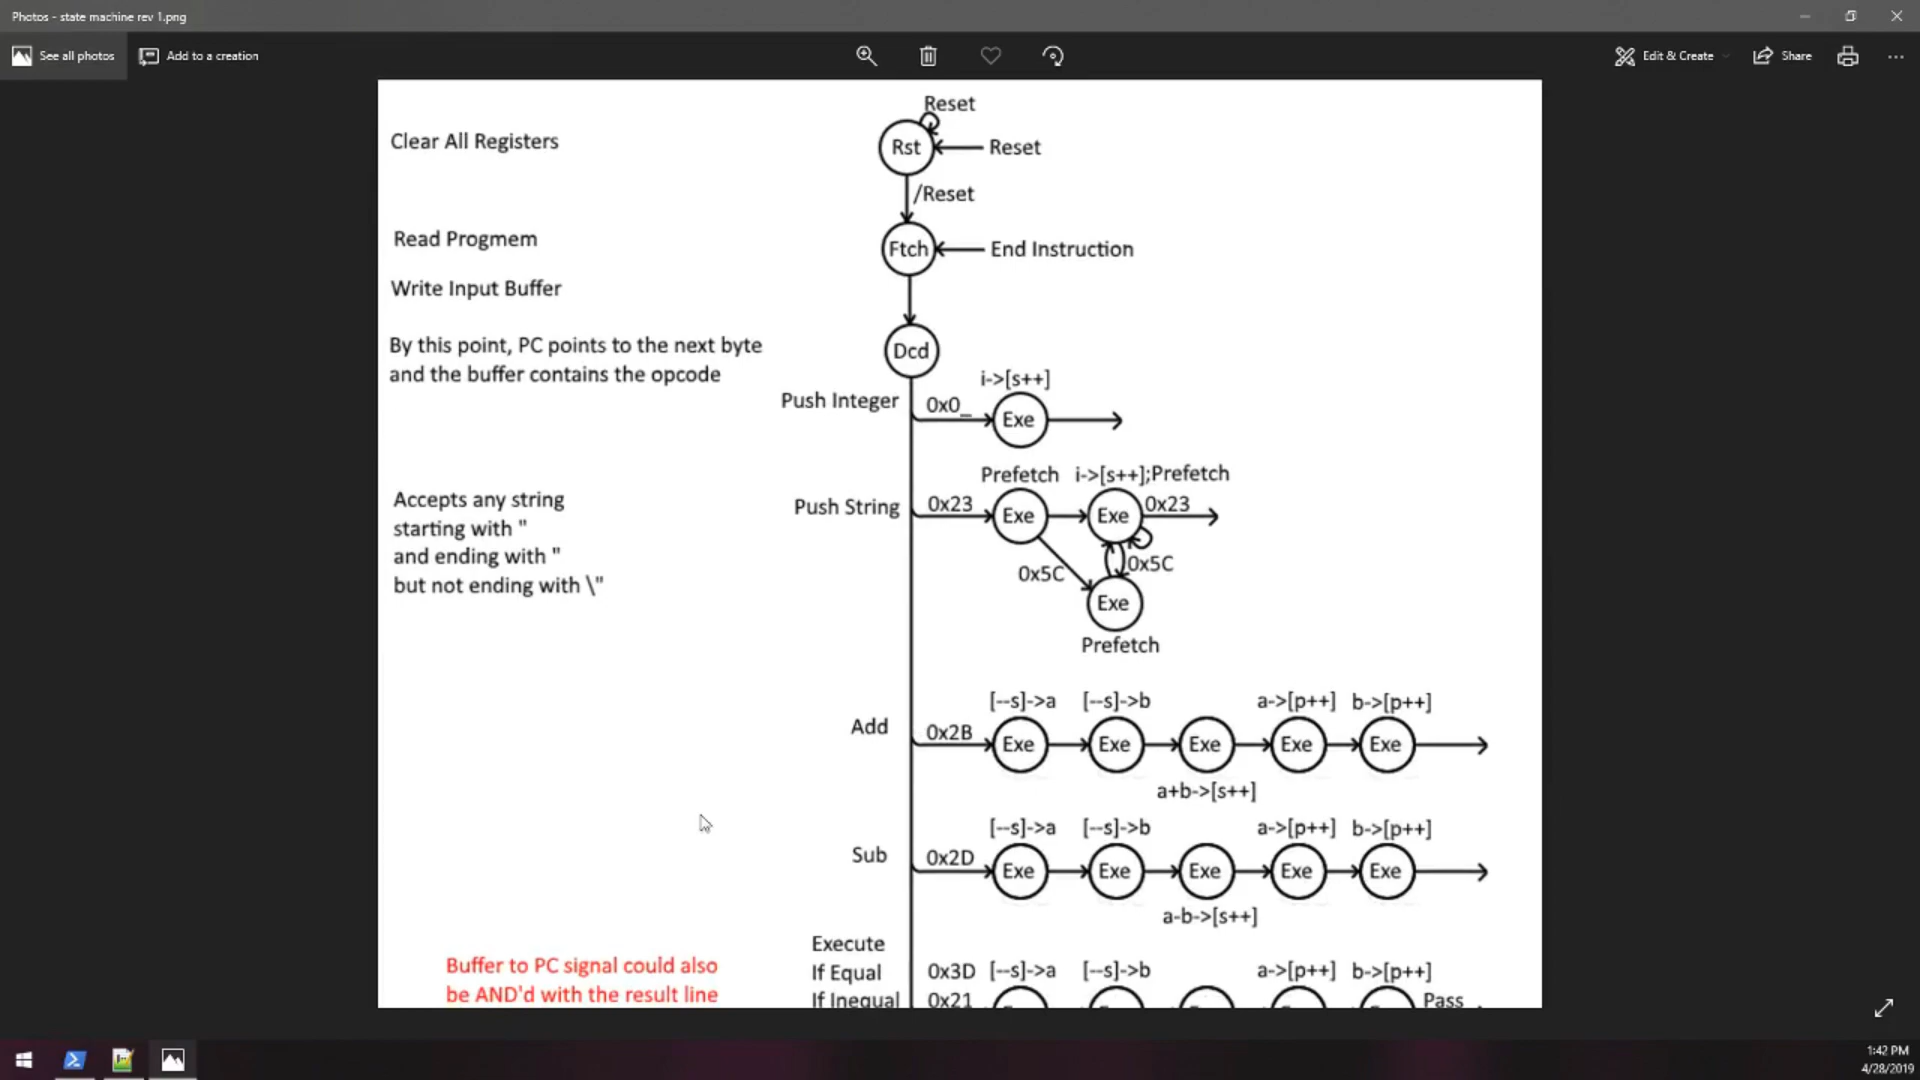 Photos - state machine rev 1.png
See all photos
Add to a creation
Edit & Create
Share
Reset
Clear All Registers
Rst
Reset
/Reset
Read Progmem
Ftch
End Instruction
Write Input Buffer
By this point, PC points to the next byte
and the buffer contains the opcode
Dcd
i->[s++]
Push Integer
0x0_
Exe
Prefetch
i->[s++];Prefetch
Accepts any string
starting with "
and ending with "
but not ending with \"
Push String
0x23
Exe
Exe
0x23
0x5C
0x5C
Exe
Prefetch
[--s]->a
[--s]->b
a->[p++]
b->[p++]
Add
0x2B
Exe
Exe
Exe
Exe
Exe
a+b->[s++]
[--s]->a
[--s]->b
a->[p++]
b->[p++]
Sub
0x2D
Exe
Exe
Exe
Exe
Exe
a-b->[s++]
Execute
Buffer to PC signal could also
be AND'd with the result line
If Equal
0x3D
[--s]->a
[--s]->b
a->[p++]
b->[p++]
If Inequal
0x21
Pass
1:42 PM
4/28/2019